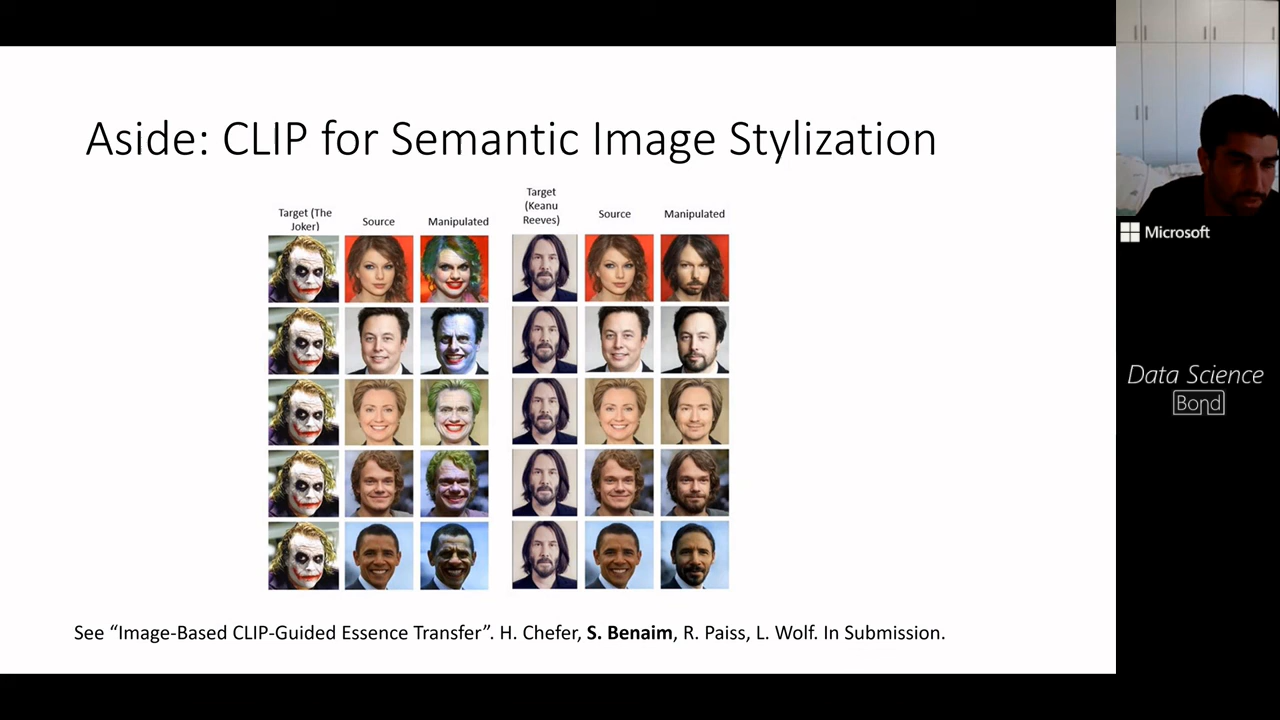 Aside: CLIP for Semantic Image Stylization
Target (The
Joker)
Source
Manipulated
Target
(Keanu
Reeves)
Source
Manipulated
See “Image-Based CLIP-Guided Essence Transfer”. H. Chefer, S. Benaim, R. Paiss, L. Wolf. In Submission.
Microsoft
Data Science
Bond